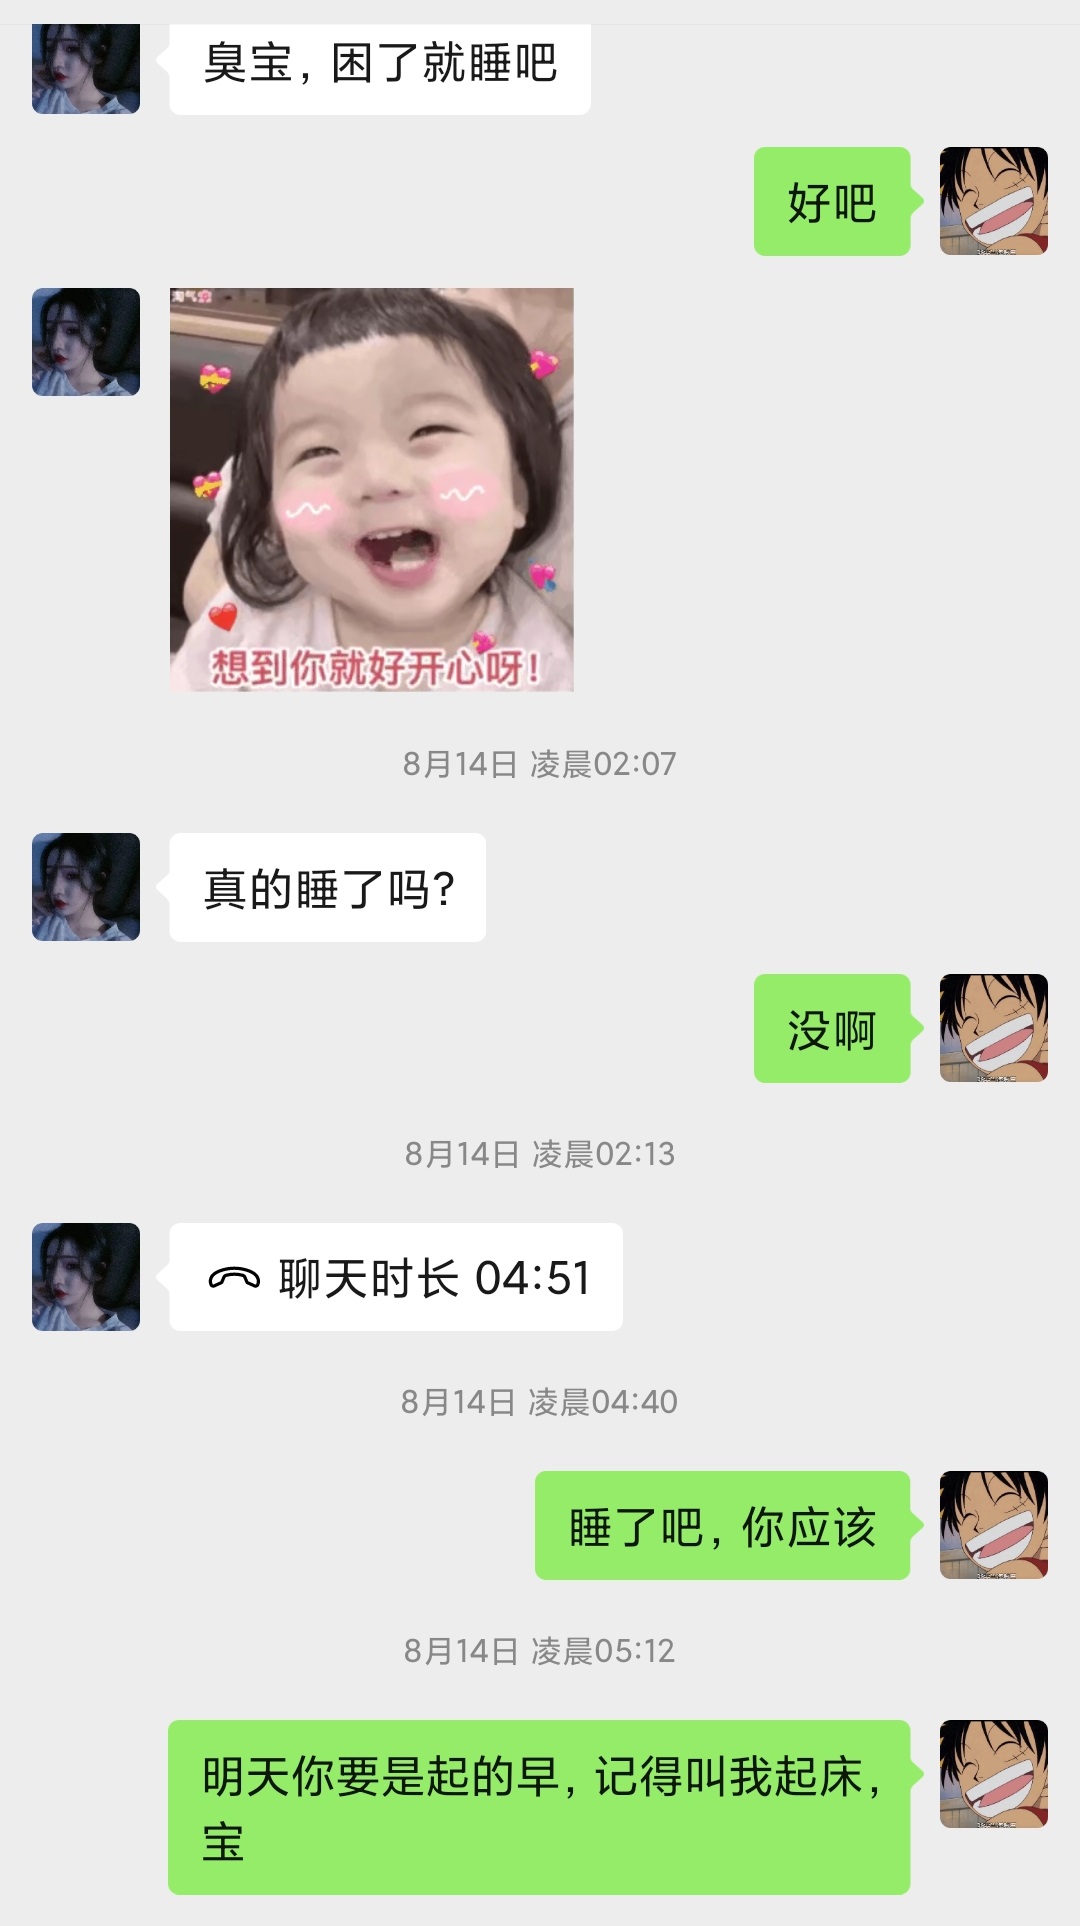 臭宝，困了就睡吧
好吧
淘气
想到你就好开心呀！
8月14日 凌晨02:07
真的睡了吗？
没啊
8月14日 凌晨02:13
聊天时长 04:51
8月14日 凌晨04:40
睡了吧，你应该
8月14日 凌晨05:12
明天你要是起的早，记得叫我起床，
宝